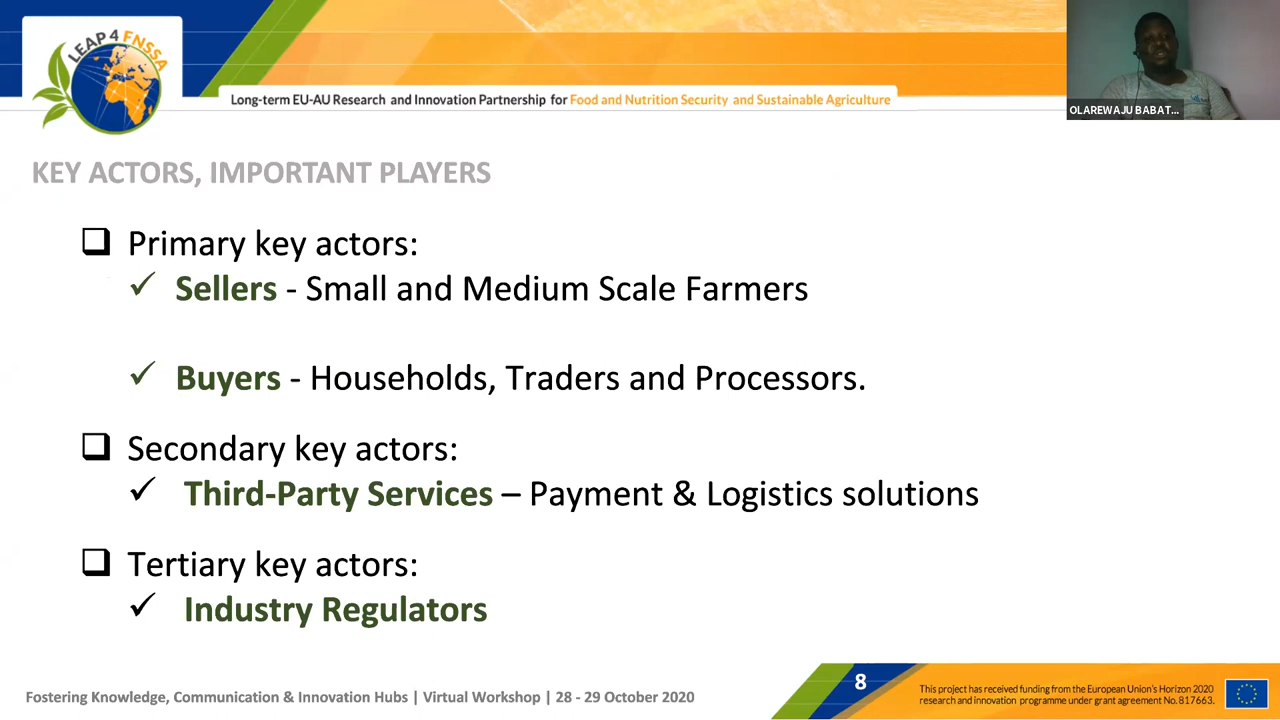 LEAP 4 FNSSA
Long-term EU-AU Research and Innovation Partnership for Food and Nutrition Security and Sustainable Agriculture
OLAREWAJU BABAT...
KEY ACTORS, IMPORTANT PLAYERS
Primary key actors:
Sellers - Small and Medium Scale Farmers
Buyers - Households, Traders and Processors.
Secondary key actors:
Third-Party Services – Payment & Logistics solutions
Tertiary key actors:
Industry Regulators
Fostering Knowledge, Communication & Innovation Hubs | Virtual Workshop | 28 - 29 October 2020
8
This project has received funding from the European Union's Horizon 2020
research and innovation programme under grant agreement No. 817663.